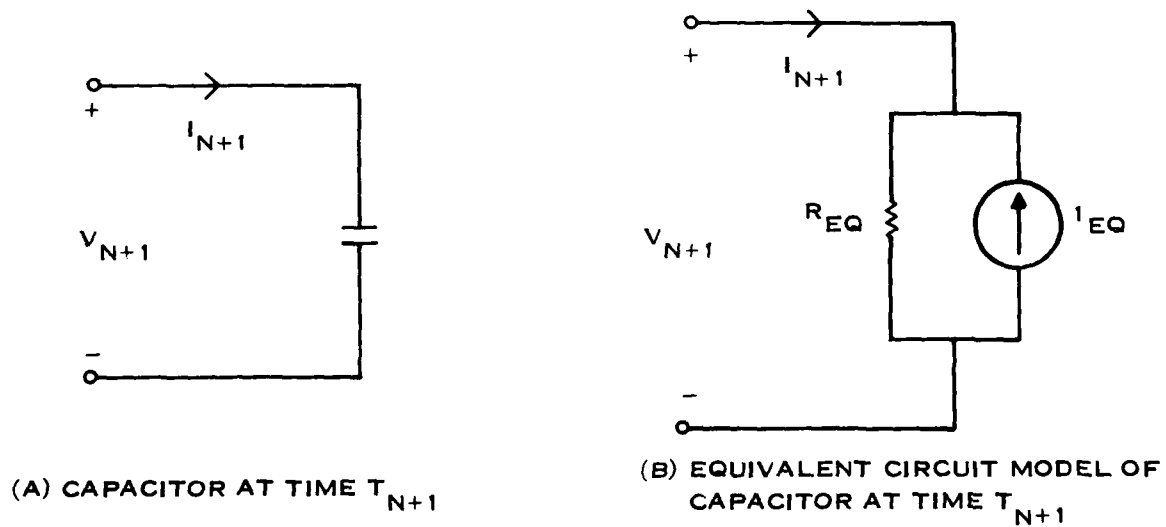 +
I N+1
V N+1
−
(A) CAPACITOR AT TIME T N+1
+
I N+1
R EQ
I EQ
V N+1
−
(B) EQUIVALENT CIRCUIT MODEL OF
CAPACITOR AT TIME T N+1